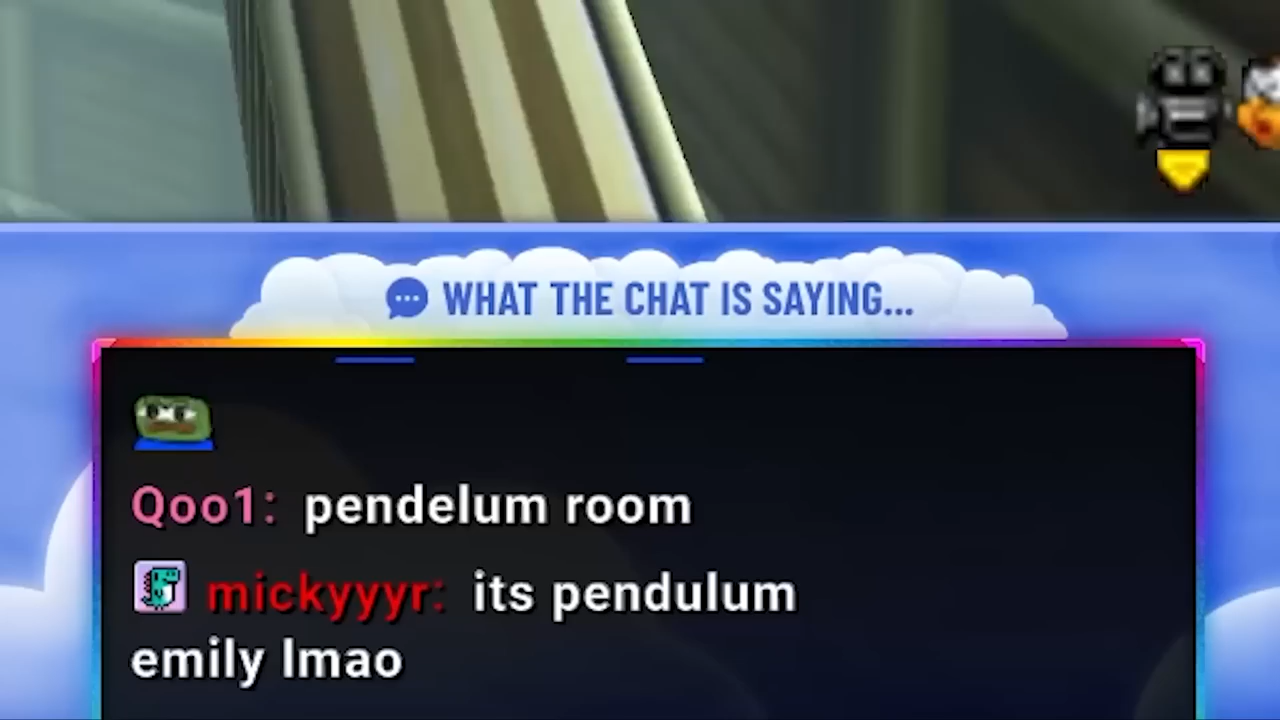 WHAT THE CHAT IS SAYING...
Qoo1: pendelum room
mickyyyr: its pendulum
emily lmao